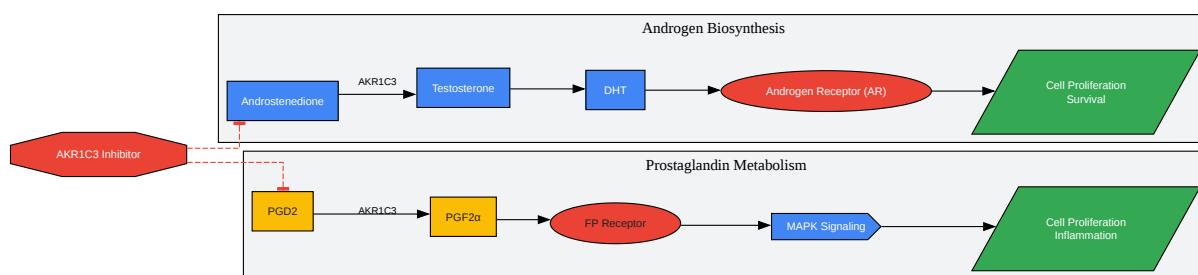 Androgen Biosynthesis
Androstenedione
AKR1C3
Testosterone
DHT
Androgen Receptor (AR)
Cell Proliferation
Survival
AKR1C3 Inhibitor
Prostaglandin Metabolism
PGD2
AKR1C3
PGF2α
FP Receptor
MAPK Signaling
Cell Proliferation
Inflammation